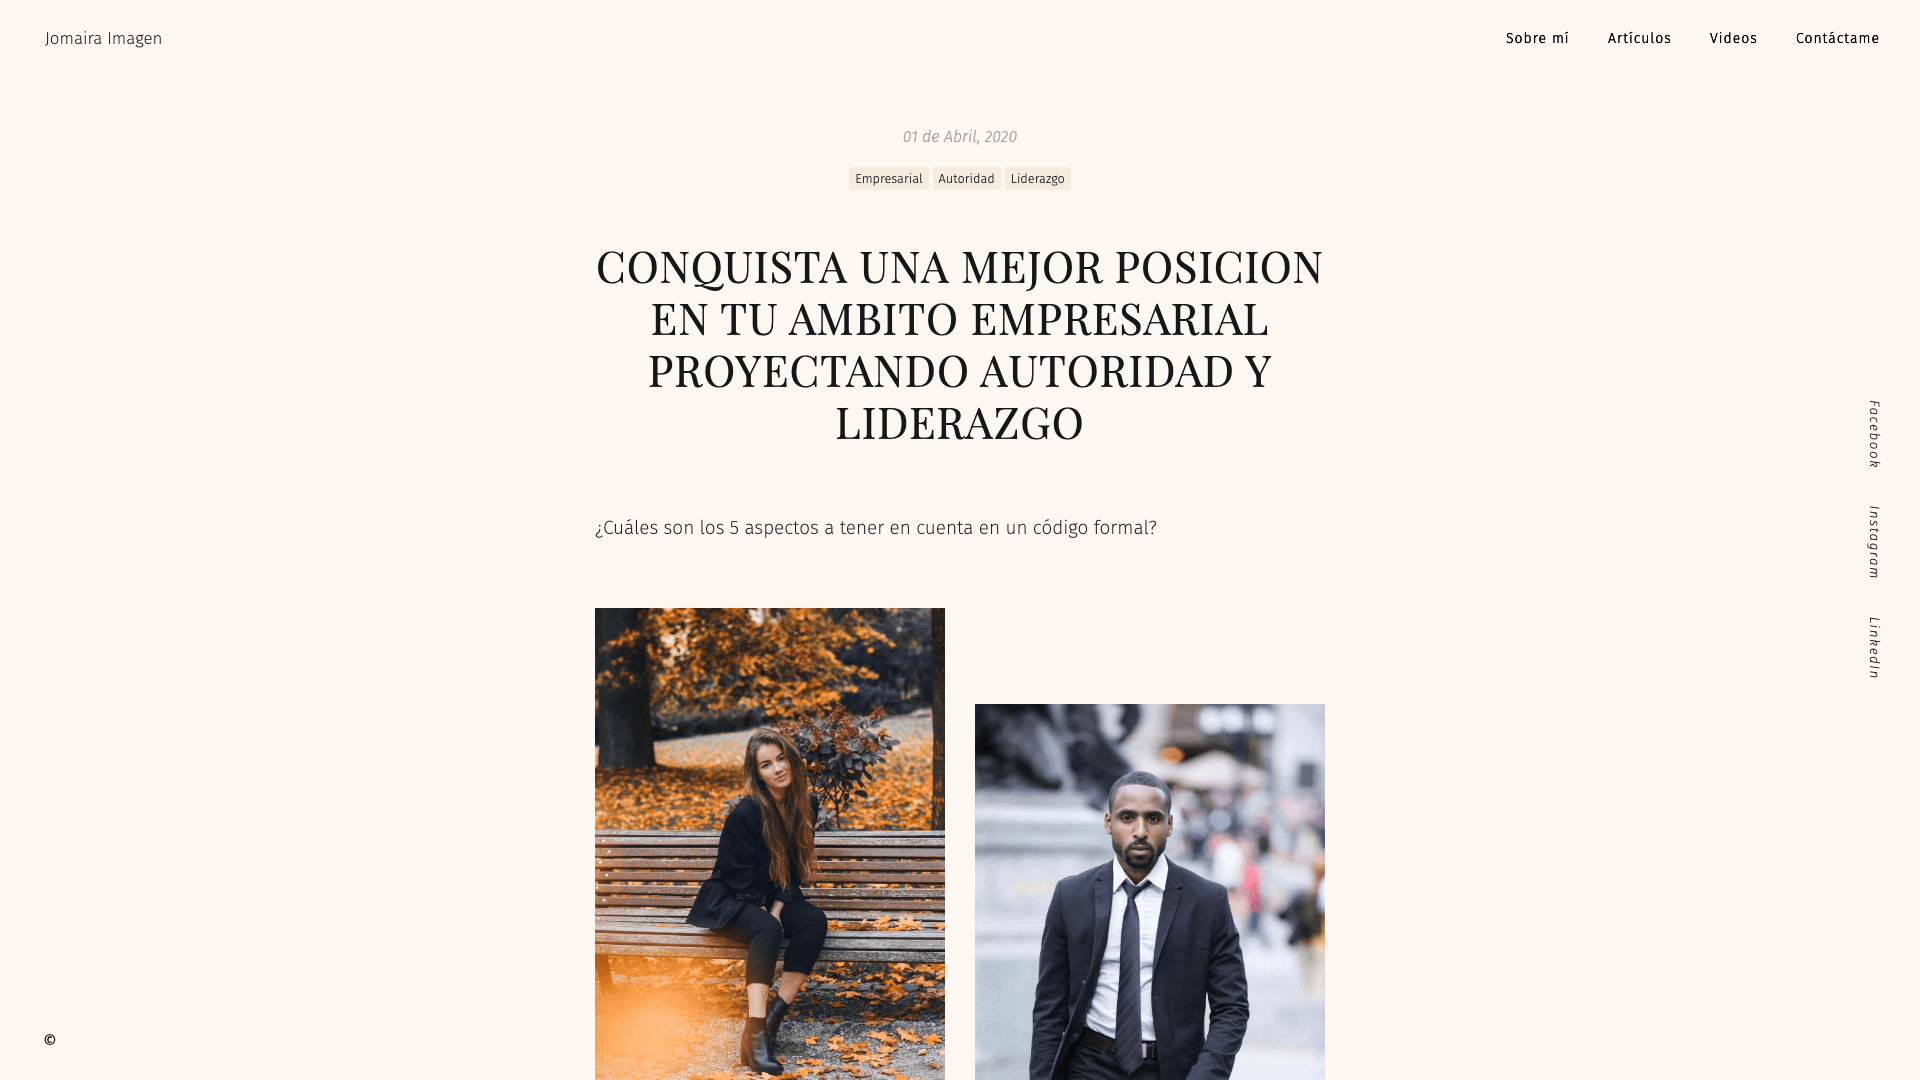 Jomaira Imagen
Sobre mí
Artículos
Videos
Contáctame
01 de Abril, 2020
Empresarial
Autoridad
Liderazgo
CONQUISTA UNA MEJOR POSICION
EN TU AMBITO EMPRESARIAL
PROYECTANDO AUTORIDAD Y
LIDERAZGO
¿Cuáles son los 5 aspectos a tener en cuenta en un código formal?
Facebook
Instagram
LinkedIn
©